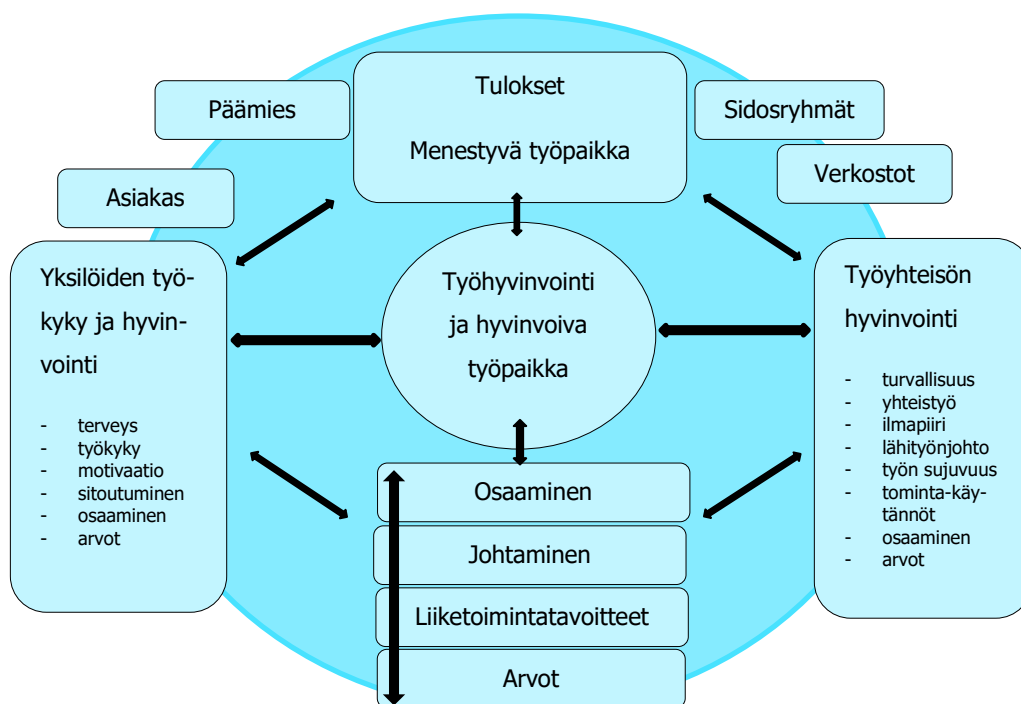 Tulokset
Menestyvä työpaikka
Päämies
Sidosryhmät
Asiakas
Verkostot
Yksilöiden työ-
kyky ja hyvin-
vointi
- terveys
- työkyky
- motivaatio
- sitoutuminen
- osaaminen
- arvot
Työhyvinvointi
ja hyvinvoiva
työpaikka
Työyhteisön
hyvinvointi
- turvallisuus
- yhteistyö
- ilmapiiri
- lähityönjohto
- työn sujuvuus
- tominta-käy-
tännöt
- osaaminen
- arvot
Osaaminen
Johtaminen
Liiketoimintatavoitteet
Arvot